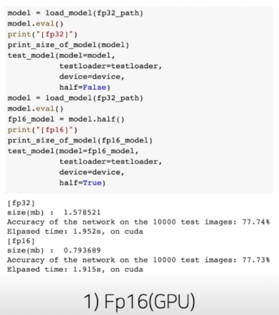 model = load_model(fp32_path)
model.eval()
print("[fp32]")
print_size_of_model(model)
test_model(model=model,
testloader=testloader,
device=device,
half=False)
model = load_model(fp32_path)
model.eval()
fp16_model = model.half()
print("[fp16]")
print_size_of_model(fp16_model)
test_model(model=fp16_model,
testloader=testloader,
device=device,
half=True)
[fp32]
size(mb) : 1.578521
Accuracy of the network on the 10000 test images: 77.74%
Elpased time: 1.952s, on cuda
[fp16]
size(mb) : 0.793689
Accuracy of the network on the 10000 test images: 77.73%
Elpased time: 1.915s, on cuda
1) Fp16(GPU)